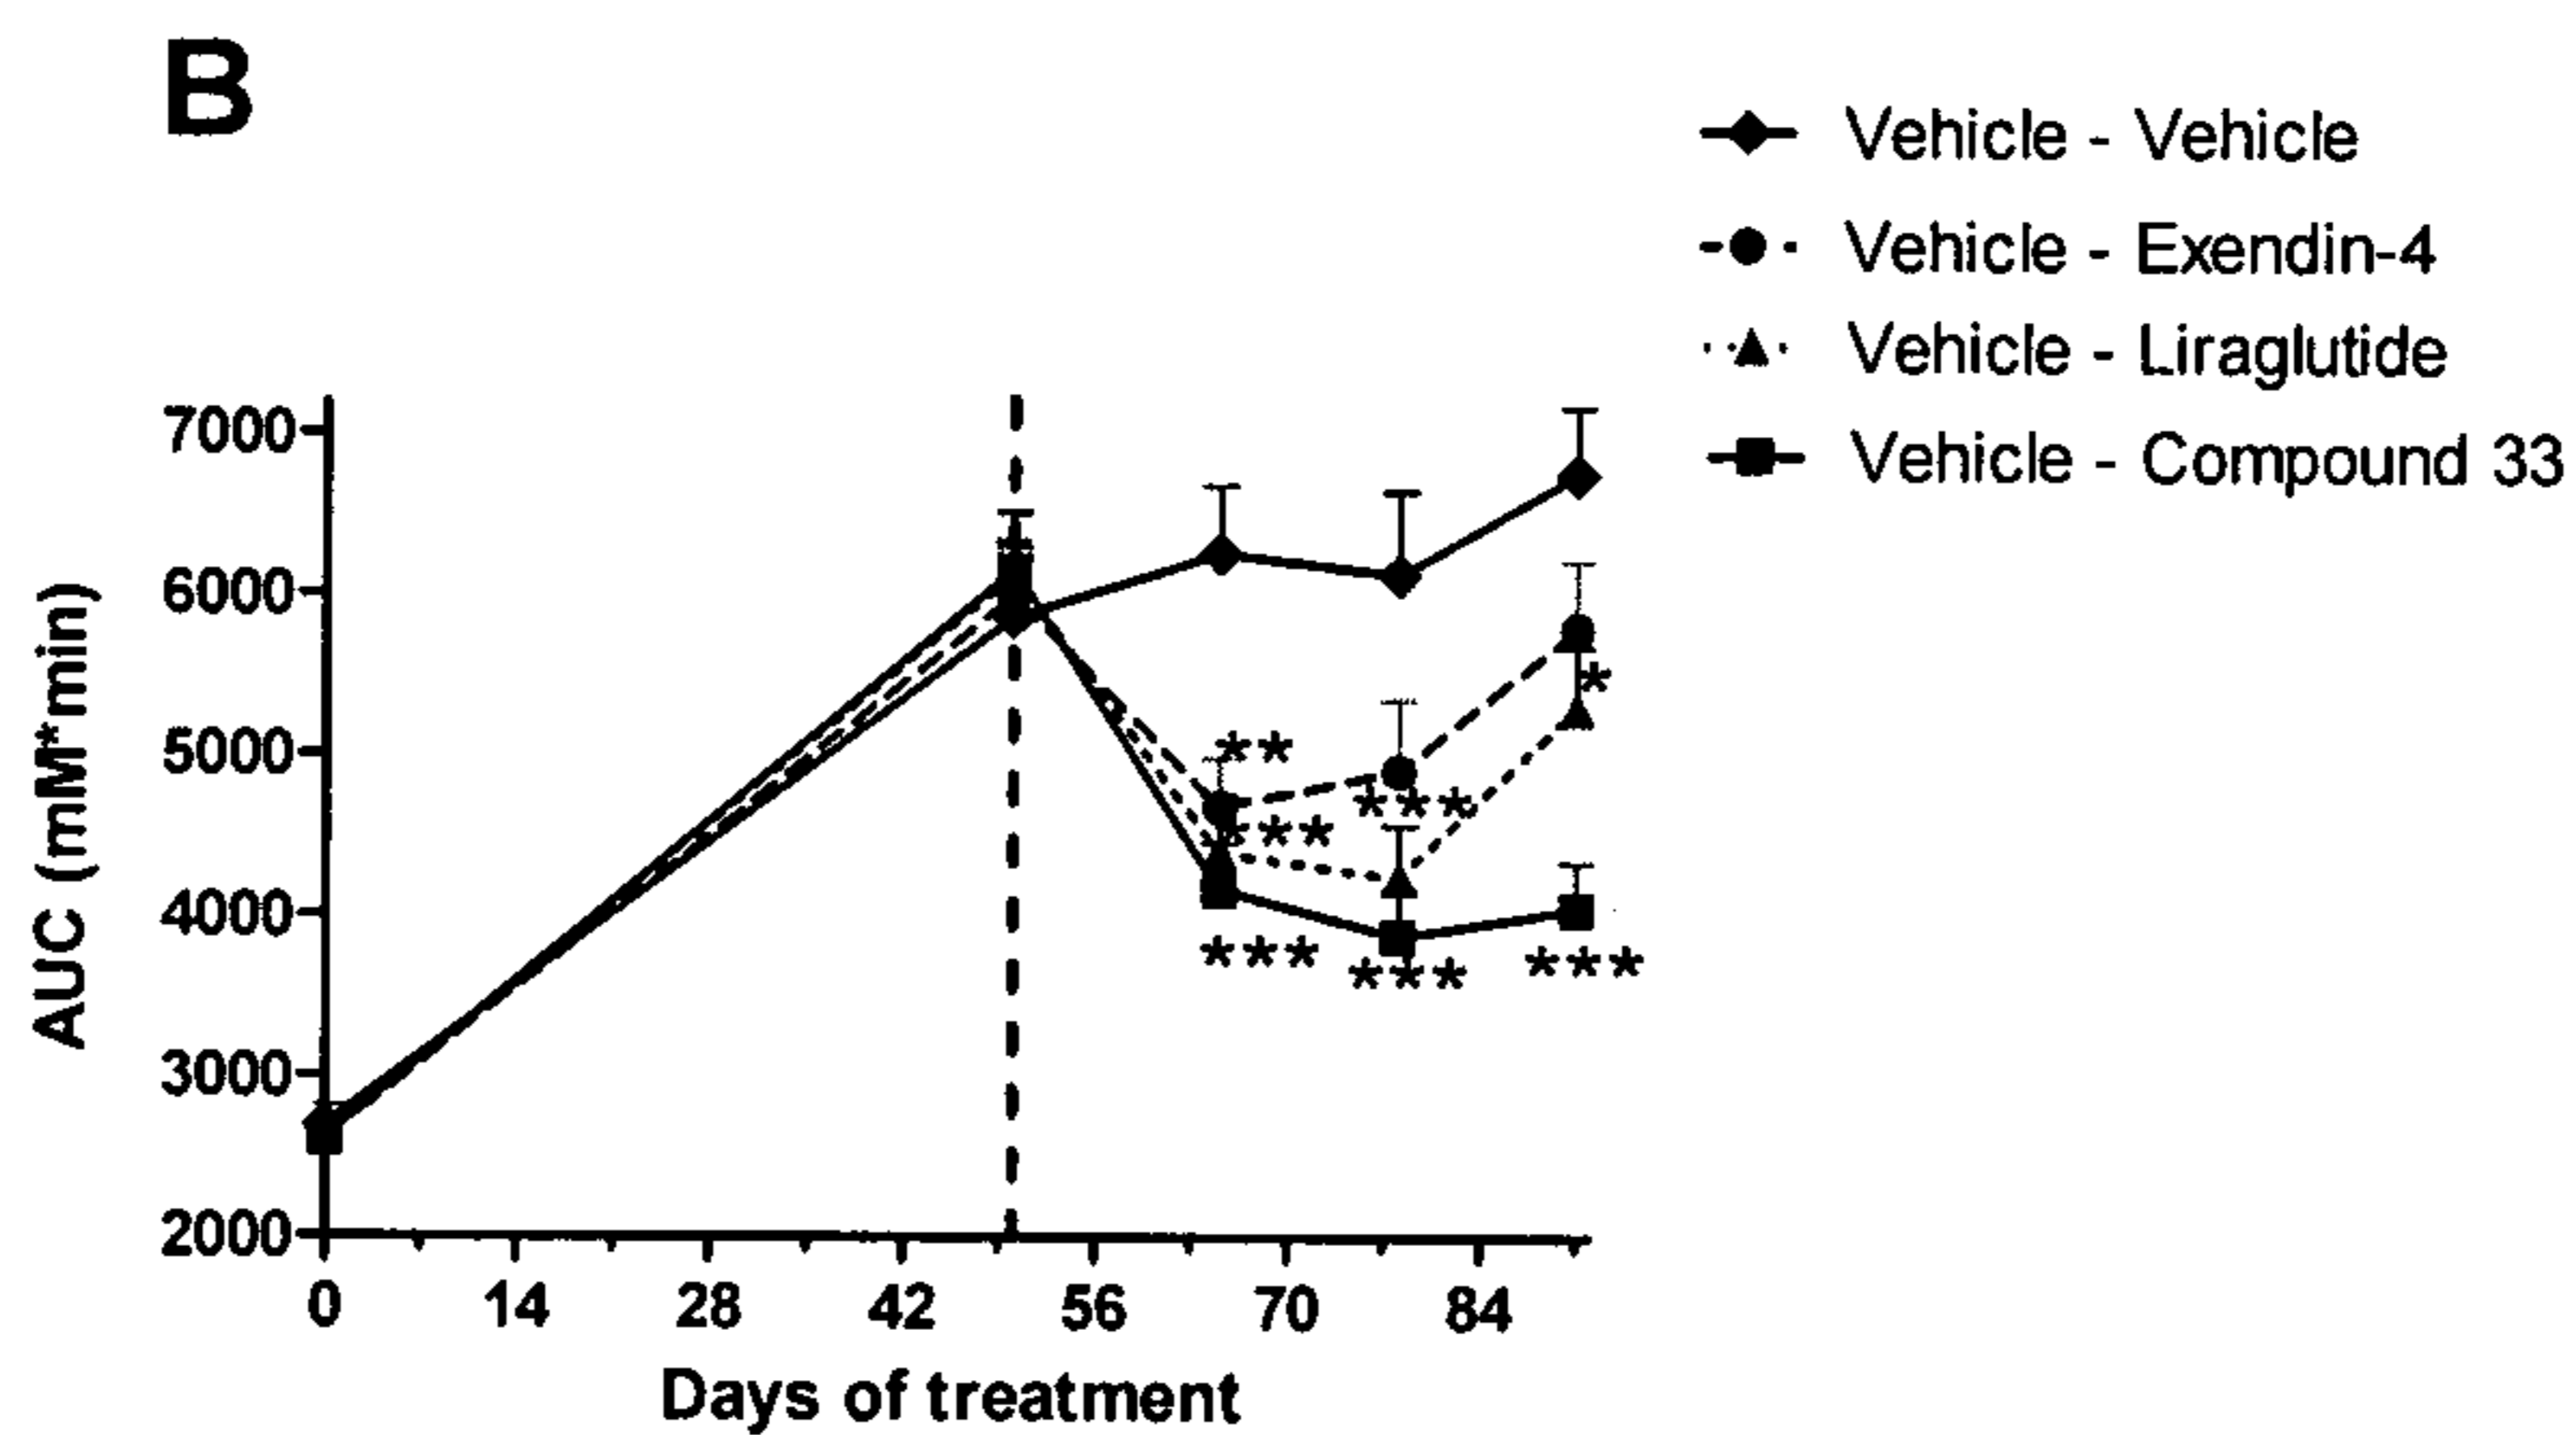 B
Vehicle - Vehicle
Vehicle - Exendin-4
Vehicle - Liraglutide
Vehicle - Compound 33
AUC (mM*min)
7000
6000
5000
4000
3000
2000
**
***
***
*
***
***
***
0 14 28 42 56 70 84
Days of treatment